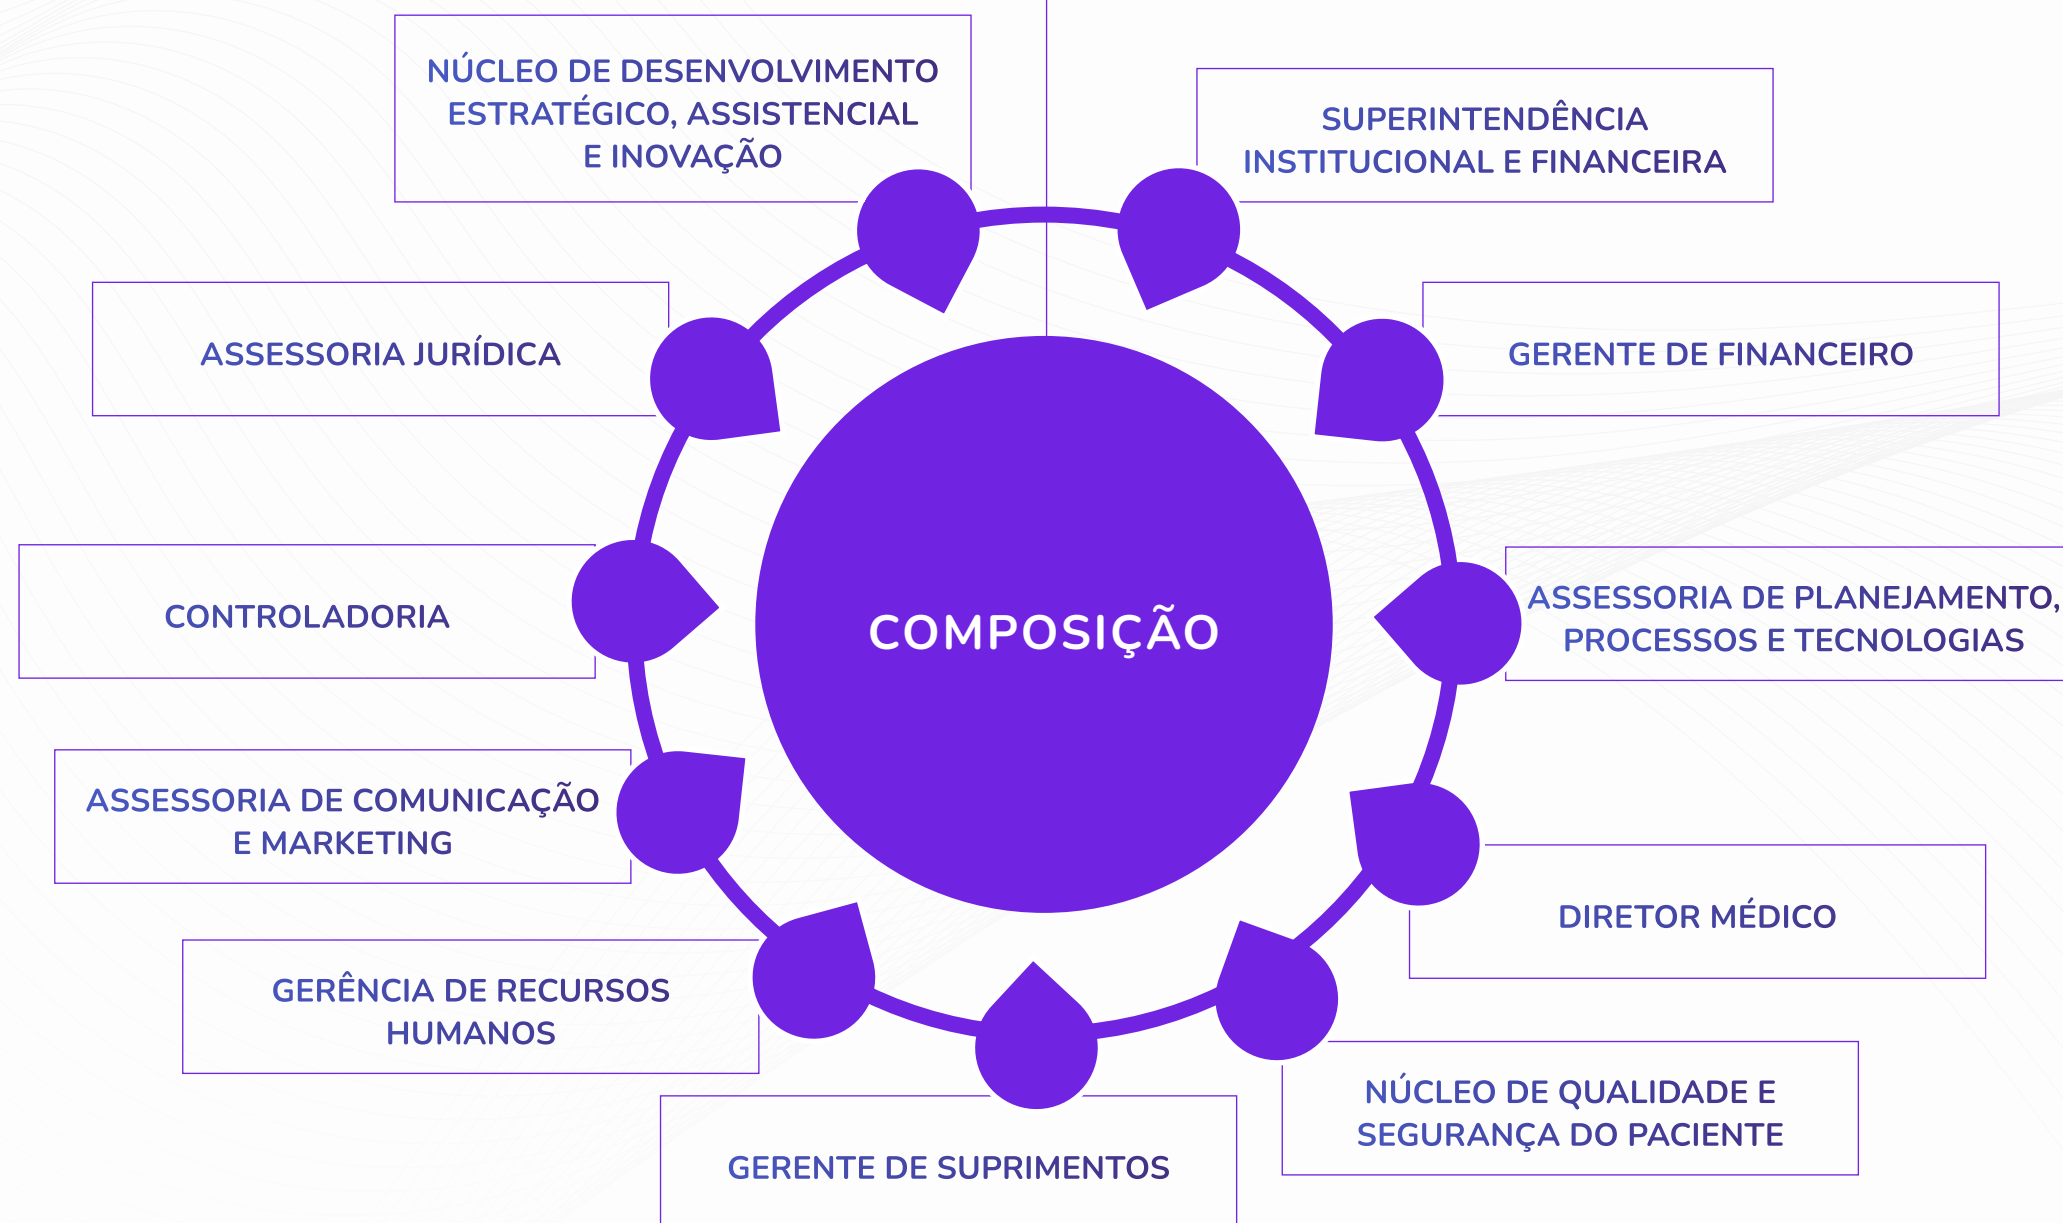 NÚCLEO DE DESENVOLVIMENTO
ESTRATÉGICO, ASSISTENCIAL
E INOVAÇÃO
SUPERINTENDÊNCIA
INSTITUCIONAL E FINANCEIRA
ASSESSORIA JURÍDICA
GERENTE DE FINANCEIRO
CONTROLADORIA
COMPOSIÇÃO
ASSESSORIA DE PLANEJAMENTO,
PROCESSOS E TECNOLOGIAS
ASSESSORIA DE COMUNICAÇÃO
E MARKETING
DIRETOR MÉDICO
GERÊNCIA DE RECURSOS
HUMANOS
NÚCLEO DE QUALIDADE E
SEGURANÇA DO PACIENTE
GERENTE DE SUPRIMENTOS